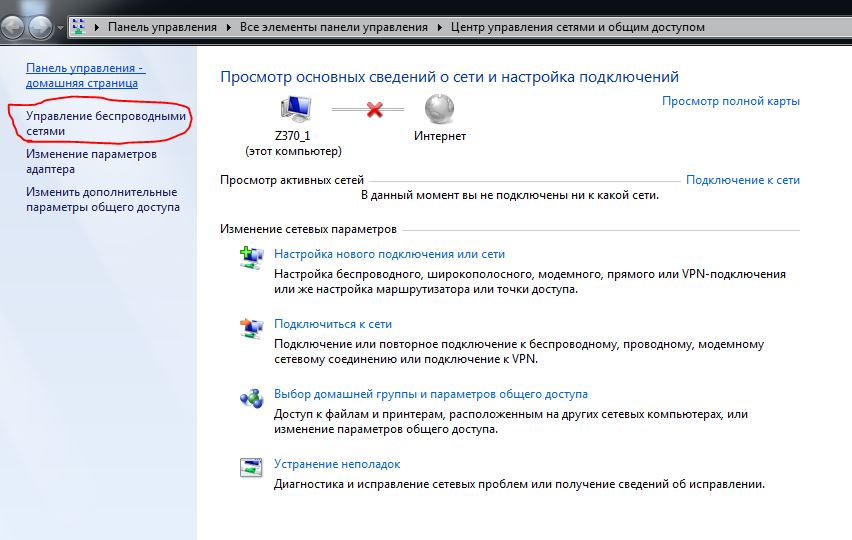 Панель управления
Все элементы панели управления
Центр управления сетями и общим доступом
Панель управления -
домашняя страница
Управление беспроводными
сетями
Изменение параметров
адаптера
Изменить дополнительные
параметры общего доступа
Просмотр основных сведений о сети и настройка подключений
Просмотр полной карты
Z370_1
(этот компьютер)
Интернет
Просмотр активных сетей
Подключение к сети
В данный момент вы не подключены ни к какой сети.
Изменение сетевых параметров
Настройка нового подключения или сети
Настройка беспроводного, широкополосного, модемного, прямого или VPN-подключения
или же настройка маршрутизатора или точки доступа.
Подключиться к сети
Подключение или повторное подключение к беспроводному, проводному, модемному
сетевому соединению или подключение к VPN.
Выбор домашней группы и параметров общего доступа
Доступ к файлам и принтерам, расположенным на других сетевых компьютерах, или
изменение параметров общего доступа.
Устранение неполадок
Диагностика и исправление сетевых проблем или получение сведений об исправлении.